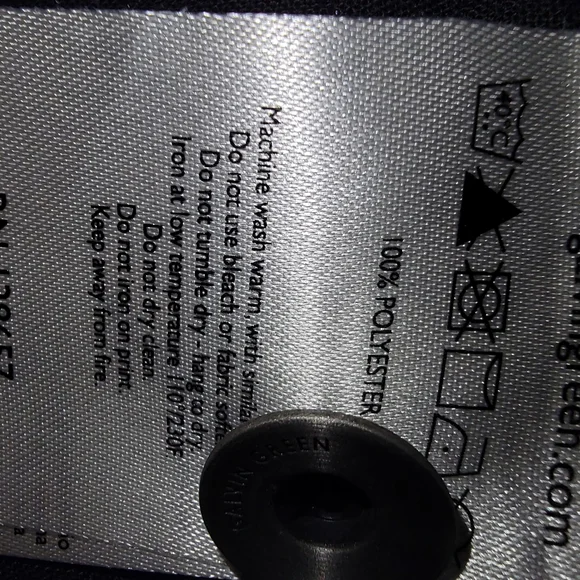 40°C
100% POLYESTER
Machine wash warm, with
Do not use bleach or fabric
Do not tumble dry - hang to dry.
Iron at low temperature 110°/230F
Do not dry clean.
Do not iron on print
Keep away from fire.
GREEN